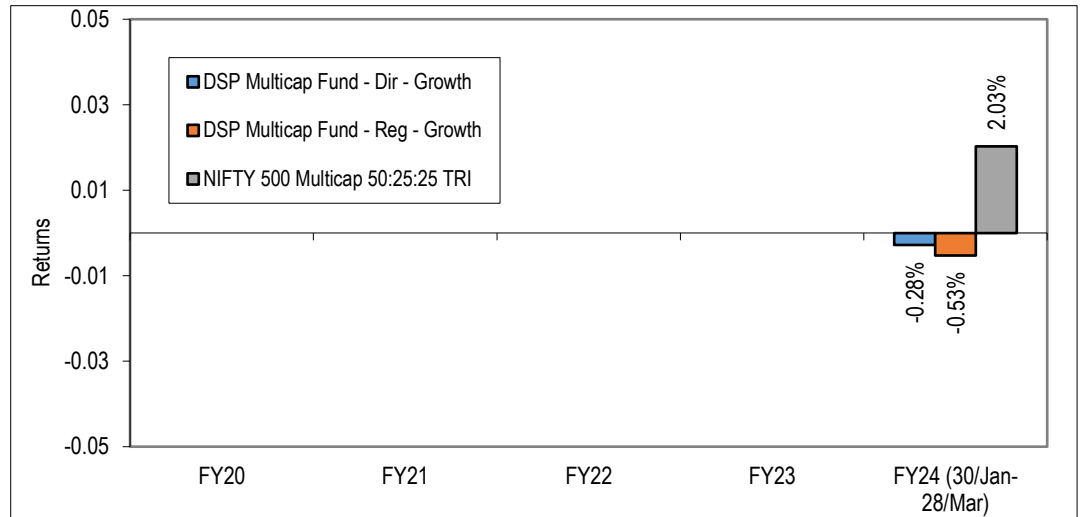 0.05
0.03
0.01
-0.01
-0.03
-0.05
Returns
DSP Multicap Fund - Dir - Growth
DSP Multicap Fund - Reg - Growth
NIFTY 500 Multicap 50:25:25 TRI
-0.28%
-0.53%
2.03%
FY20
FY21
FY22
FY23
FY24 (30/Jan-
28/Mar)